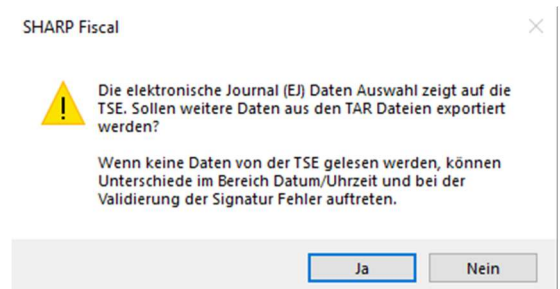 SHARP Fiscal
Die elektronische Journal (EJ) Daten Auswahl zeigt auf die
TSE. Sollen weitere Daten aus den TAR Dateien exportiert
werden?
Wenn keine Daten von der TSE gelesen werden, können
Unterschiede im Bereich Datum/Uhrzeit und bei der
Validierung der Signatur Fehler auftreten.
Ja
Nein